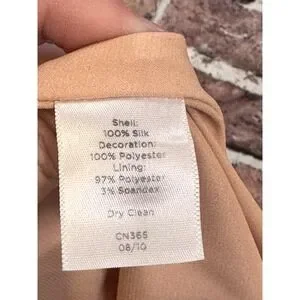 Shell:
100% Silk
Decoration:
100% Polyester
Lining:
97% Polyester
3% Spandex
Dry Clean
CN365
08/10